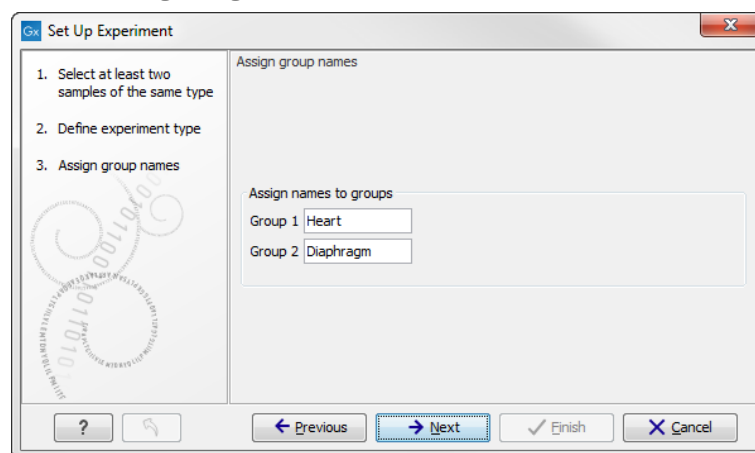 Gx Set Up Experiment
X
1. Select at least two
samples of the same type
2. Define experiment type
3. Assign group names
Assign group names
Assign names to groups
Group 1 Heart
Group 2 Diaphragm
? Previous Next Finish Cancel